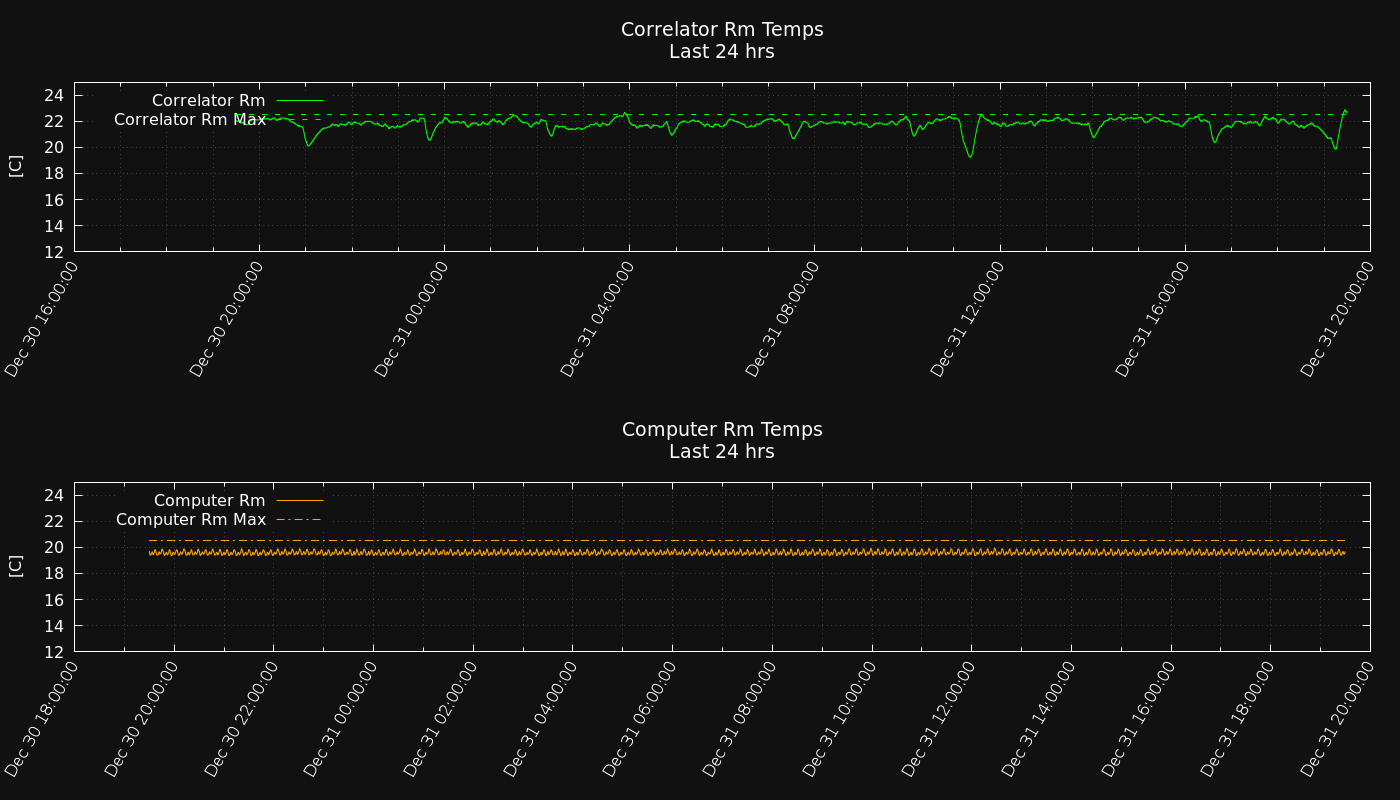 Correlator Rm Temps
Last 24 hrs
Correlator Rm
Correlator Rm Max
[C]
24
22
20
18
16
14
12
Dec 30 16:00:00
Dec 30 20:00:00
Dec 31 00:00:00
Dec 31 04:00:00
Dec 31 08:00:00
Dec 31 12:00:00
Dec 31 16:00:00
Dec 31 20:00:00
Computer Rm Temps
Last 24 hrs
Computer Rm
Computer Rm Max
[C]
24
22
20
18
16
14
12
Dec 30 18:00:00
Dec 30 20:00:00
Dec 30 22:00:00
Dec 31 00:00:00
Dec 31 02:00:00
Dec 31 04:00:00
Dec 31 06:00:00
Dec 31 08:00:00
Dec 31 10:00:00
Dec 31 12:00:00
Dec 31 14:00:00
Dec 31 16:00:00
Dec 31 18:00:00
Dec 31 20:00:00